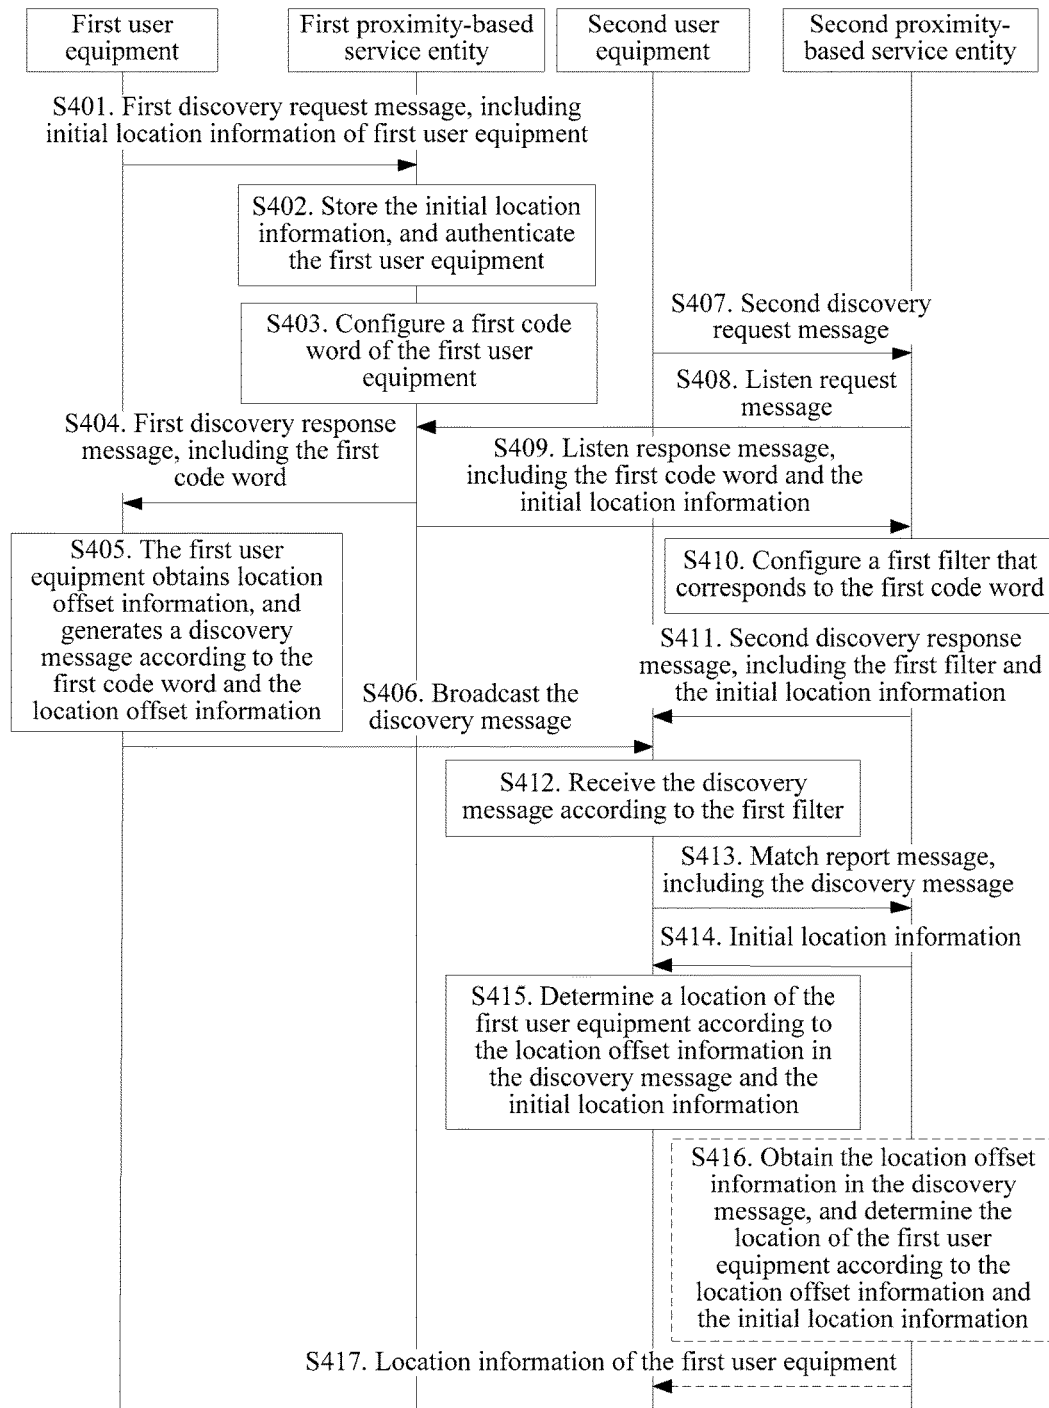 First user
equipment
First proximity-based
service entity
Second user
equipment
Second proximity-
based service entity
S401. First discovery request message, including
initial location information of first user equipment
S402. Store the initial location
information, and authenticate
the first user equipment
S403. Configure a first code
word of the first user
equipment
S407. Second discovery
request message
S408. Listen request
message
S404. First discovery response
message, including the first
code word
S409. Listen response message,
including the first code word and the
initial location information
S405. The first user
equipment obtains location
offset information, and
generates a discovery
message according to the
first code word and the
location offset information
S410. Configure a first filter that
corresponds to the first code word
S411. Second discovery response
message, including the first filter and
the initial location information
S406. Broadcast the
discovery message
S412. Receive the discovery
message according to the first filter
S413. Match report message,
including the discovery message
S414. Initial location information
S415. Determine a location of the
first user equipment according to
the location offset information in
the discovery message and the
initial location information
S416. Obtain the location offset
information in the discovery
message, and determine the
location of the first user
equipment according to the
location offset information and
the initial location information
S417. Location information of the first user equipment